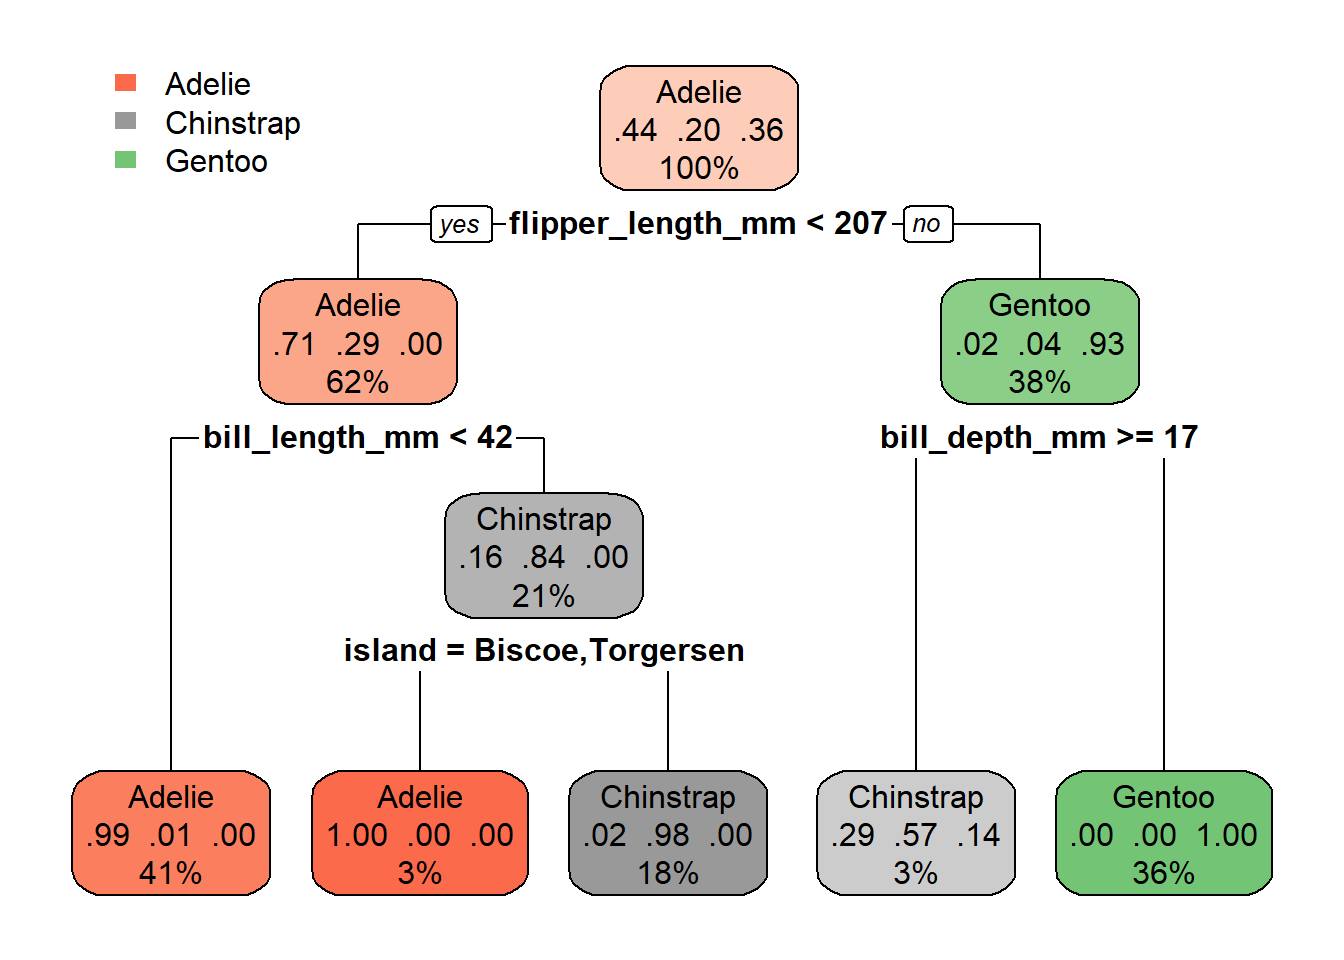 Adelie
Chinstrap
Gentoo
Adelie
.44 .20 .36
100%
yes flipper_length_mm < 207 no
Adelie
.71 .29 .00
62%
Gentoo
.02 .04 .93
38%
bill_length_mm < 42
bill_depth_mm >= 17
Chinstrap
.16 .84 .00
21%
island = Biscoe,Torgersen
Adelie
.99 .01 .00
41%
Adelie
1.00 .00 .00
3%
Chinstrap
.02 .98 .00
18%
Chinstrap
.29 .57 .14
3%
Gentoo
.00 .00 1.00
36%